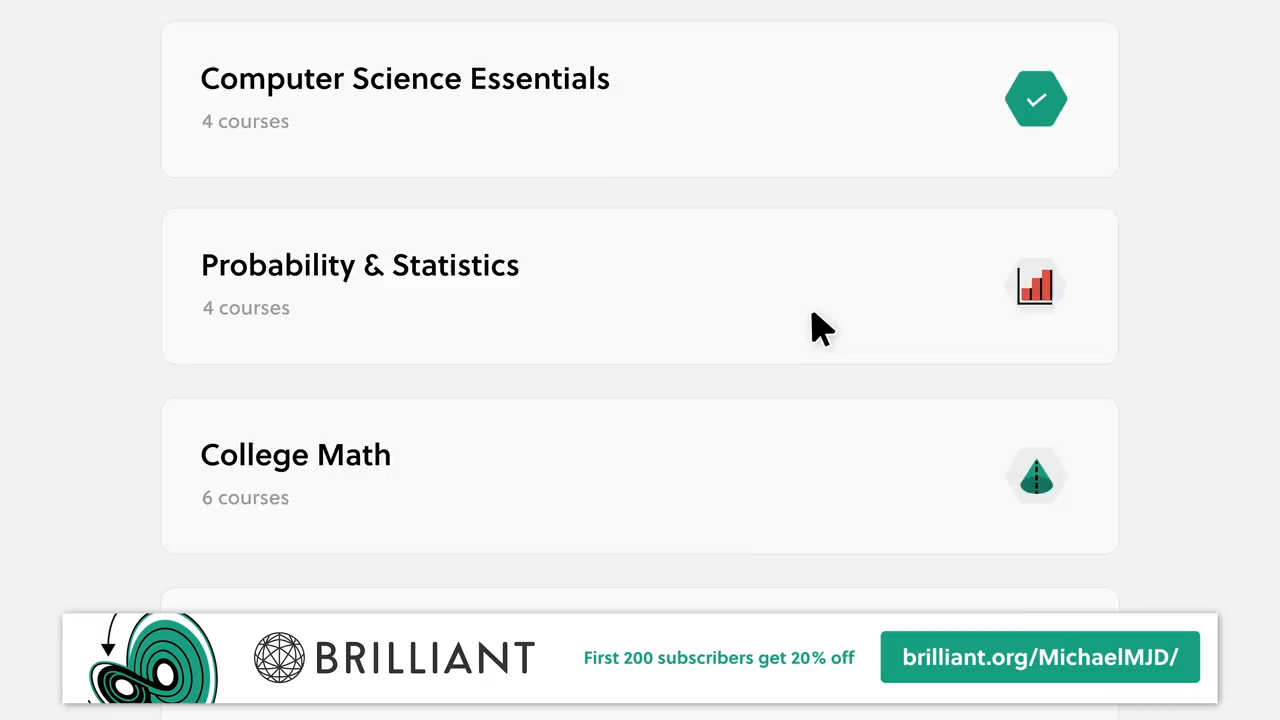 Computer Science Essentials
4 courses
Probability & Statistics
4 courses
College Math
6 courses
BRILLIANT
First 200 subscribers get 20% off
brilliant.org/MichaelMJD/